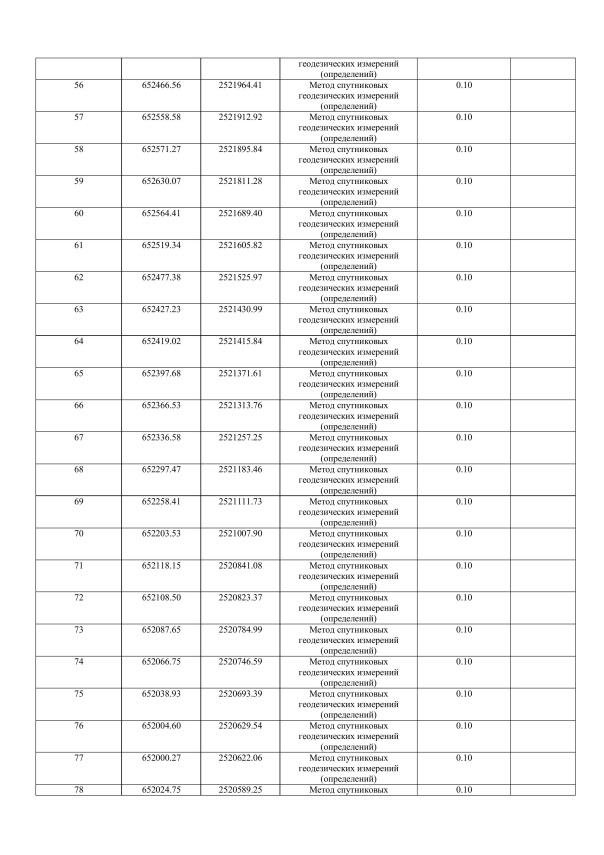 геодезических измерений
(определений)
56 652466.56 2521964.41 Метод спутниковых 0.10
геодезических измерений
(определений)
57 652558.58 2521912.92 Метод спутниковых 0.10
геодезических измерений
(определений)
58 652571.27 2521895.84 Метод спутниковых 0.10
геодезических измерений
(определений)
59 652630.07 2521811.28 Метод спутниковых 0.10
геодезических измерений
(определений)
60 652564.41 2521689.40 Метод спутниковых 0.10
геодезических измерений
(определений)
61 652519.34 2521605.82 Метод спутниковых 0.10
геодезических измерений
(определений)
62 652477.38 2521525.97 Метод спутниковых 0.10
геодезических измерений
(определений)
63 652427.23 2521430.99 Метод спутниковых 0.10
геодезических измерений
(определений)
64 652419.02 2521415.84 Метод спутниковых 0.10
геодезических измерений
(определений)
65 652397.68 2521371.61 Метод спутниковых 0.10
геодезических измерений
(определений)
66 652366.53 2521313.76 Метод спутниковых 0.10
геодезических измерений
(определений)
67 652336.58 2521257.25 Метод спутниковых 0.10
геодезических измерений
(определений)
68 652297.47 2521183.46 Метод спутниковых 0.10
геодезических измерений
(определений)
69 652258.41 2521111.73 Метод спутниковых 0.10
геодезических измерений
(определений)
70 652203.53 2521007.90 Метод спутниковых 0.10
геодезических измерений
(определений)
71 652118.15 2520841.08 Метод спутниковых 0.10
геодезических измерений
(определений)
72 652108.50 2520823.37 Метод спутниковых 0.10
геодезических измерений
(определений)
73 652087.65 2520784.99 Метод спутниковых 0.10
геодезических измерений
(определений)
74 652066.75 2520746.59 Метод спутниковых 0.10
геодезических измерений
(определений)
75 652038.93 2520693.39 Метод спутниковых 0.10
геодезических измерений
(определений)
76 652004.60 2520629.54 Метод спутниковых 0.10
геодезических измерений
(определений)
77 652000.27 2520622.06 Метод спутниковых 0.10
геодезических измерений
(определений)
78 652024.75 2520589.25 Метод спутниковых 0.10